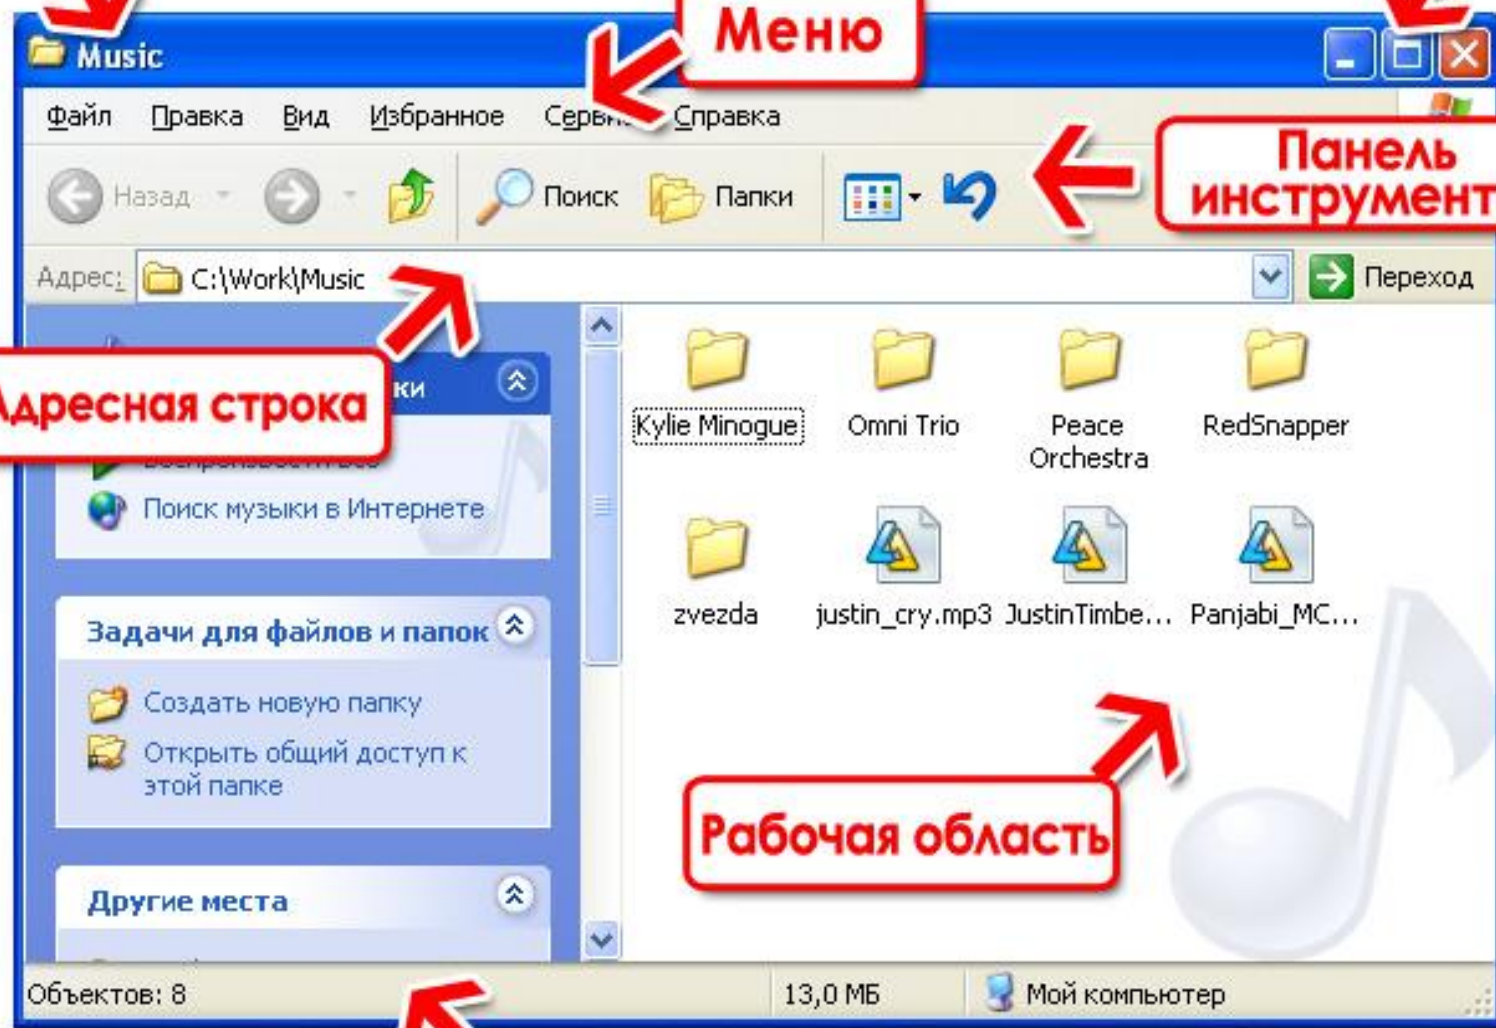 Меню
Music
Файл Правка Вид Избранное Справка
Панель
инструмент
Назад Поиск Папки
Адрес: C:\Work\Music Переход
Адресная строка
Kylie Minogue Omni Trio Peace Orchestra RedSnapper
Поиск музыки в Интернете
zvezda justin_cry.mp3 JustinTimbe... Panjabi_MC...
Задачи для файлов и папок
Создать новую папку
Открыть общий доступ к
этой папке
Рабочая область
Другие места
Объектов: 8 13,0 МБ Мой компьютер